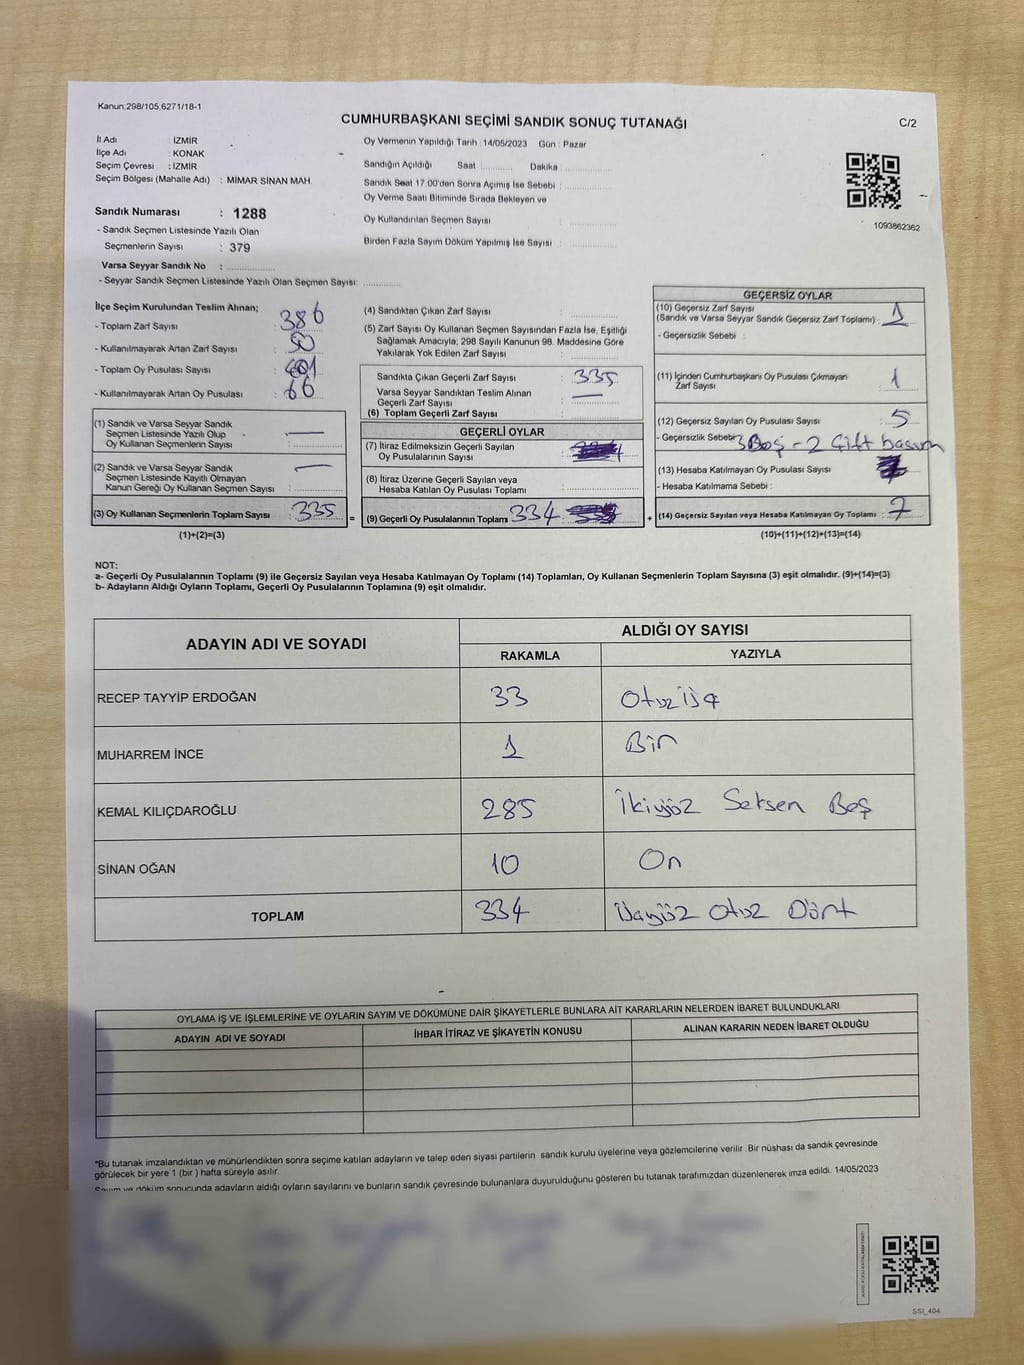 Kanun;298/105,6271/18-1
CUMHURBAŞKANI SEÇİMİ SANDIK SONUÇ TUTANAĞI
C/2
İl Adı : İZMİR
İlçe Adı : KONAK
Seçim Çevresi : İZMİR
Seçim Bölgesi (Mahalle Adı) : MİMAR SİNAN MAH.
Sandık Numarası : 1288
- Sandık Seçmen Listesinde Yazılı Olan
Seçmenlerin Sayısı : 379
Varsa Seyyar Sandık No : ..............
- Seyyar Sandık Seçmen Listesinde Yazılı Olan Seçmen Sayısı: ............
Oy Vermenin Yapıldığı Tarih : 14/05/2023 Gün : Pazar
Sandığın Açıldığı Saat ........... Dakika : ..............
Sandık Saat 17.00'den Sonra Açılmış İse Sebebi : ..............
Oy Verme Saati Bitiminde Sırada Bekleyen ve
Oy Kullandırılan Seçmen Sayısı : ..............
Birden Fazla Sayım Döküm Yapılmış İse Sayısı : ..............
1093862362
İlçe Seçim Kurulundan Teslim Alınan;
- Toplam Zarf Sayısı : 386
- Kullanılmayarak Artan Zarf Sayısı : 50
- Toplam Oy Pusulası Sayısı : 401
- Kullanılmayarak Artan Oy Pusulası : 66
(1) Sandık ve Varsa Seyyar Sandık
Seçmen Listesinde Yazılı Olup
Oy Kullanan Seçmenlerin Sayısı : —
(2) Sandık ve Varsa Seyyar Sandık
Seçmen Listesinde Kayıtlı Olmayan
Kanun Gereği Oy Kullanan Seçmen Sayısı : —
(3) Oy Kullanan Seçmenlerin Toplam Sayısı : 335 =
(1)+(2)=(3)
(4) Sandıktan Çıkan Zarf Sayısı : ..............
(5) Zarf Sayısı Oy Kullanan Seçmen Sayısından Fazla İse, Eşitliği
Sağlamak Amacıyla; 298 Sayılı Kanunun 98. Maddesine Göre
Yakılarak Yok Edilen Zarf Sayısı : ..............
Sandıkta Çıkan Geçerli Zarf Sayısı : 335
Varsa Seyyar Sandıktan Teslim Alınan
Geçerli Zarf Sayısı : —
(6) Toplam Geçerli Zarf Sayısı : ..............
GEÇERLİ OYLAR
(7) İtiraz Edilmeksizin Geçerli Sayılan
Oy Pusulalarının Sayısı :
(8) İtiraz Üzerine Geçerli Sayılan veya
Hesaba Katılan Oy Pusulası Toplamı : ..............
(9) Geçerli Oy Pusulalarının Toplamı 334 +
GEÇERSİZ OYLAR
(10) Geçersiz Zarf Sayısı
(Sandık ve Varsa Seyyar Sandık Geçersiz Zarf Toplamı) : 1
- Geçersizlik Sebebi :
(11) İçinden Cumhurbaşkanı Oy Pusulası Çıkmayan
Zarf Sayısı : 1
(12) Geçersiz Sayılan Oy Pusulası Sayısı : 5
- Geçersizlik Sebebi : 3 Boş - 2 Çift basım
(13) Hesaba Katılmayan Oy Pusulası Sayısı
- Hesaba Katılmama Sebebi :
(14) Geçersiz Sayılan veya Hesaba Katılmayan Oy Toplamı : 7
(10)+(11)+(12)+(13)=(14)
NOT:
a- Geçerli Oy Pusulalarının Toplamı (9) ile Geçersiz Sayılan veya Hesaba Katılmayan Oy Toplamı (14) Toplamları, Oy Kullanan Seçmenlerin Toplam Sayısına (3) eşit olmalıdır. (9)+(14)=(3)
b- Adayların Aldığı Oyların Toplamı, Geçerli Oy Pusulalarının Toplamına (9) eşit olmalıdır.
ADAYIN ADI VE SOYADI
ALDIĞI OY SAYISI
RAKAMLA YAZIYLA
RECEP TAYYİP ERDOĞAN 33 Otuz üç
MUHARREM İNCE 1 Bir
KEMAL KILIÇDAROĞLU 285 İkiyüz Seksen Beş
SİNAN OĞAN 10 On
TOPLAM 334 Üçyüz Otuz Dört
OYLAMA İŞ VE İŞLEMLERİNE VE OYLARIN SAYIM VE DÖKÜMÜNE DAİR ŞİKAYETLERLE BUNLARA AİT KARARLARIN NELERDEN İBARET BULUNDUKLARI
ADAYIN ADI VE SOYADI İHBAR İTİRAZ VE ŞİKAYETİN KONUSU ALINAN KARARIN NEDEN İBARET OLDUĞU
*Bu tutanak imzalandıktan ve mühürlendikten sonra seçime katılan adayların ve talep eden siyasi partilerin sandık kurulu üyelerine veya gözlemcilerine verilir. Bir nüshası da sandık çevresinde
görülecek bir yere 1 (bir ) hafta süreyle asılır.
Sayım ve döküm sonucunda adayların aldığı oyların sayılarını ve bunların sandık çevresinde bulunanlara duyurulduğunu gösteren bu tutanak tarafımızdan düzenlenerek imza edildi. 14/05/2023
SSI_404